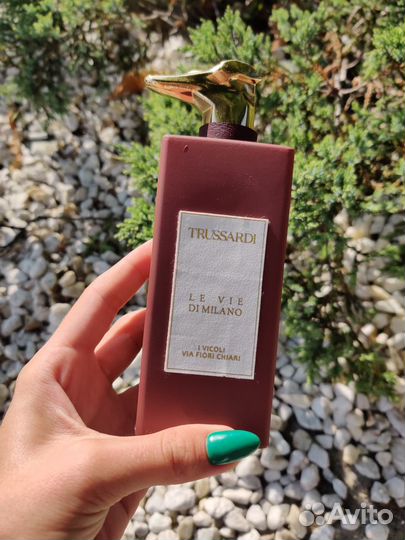 TRUSSARDI
LE VIE
DI MILANO
I VICOLI
VIA FIORI CHIARI
Avito